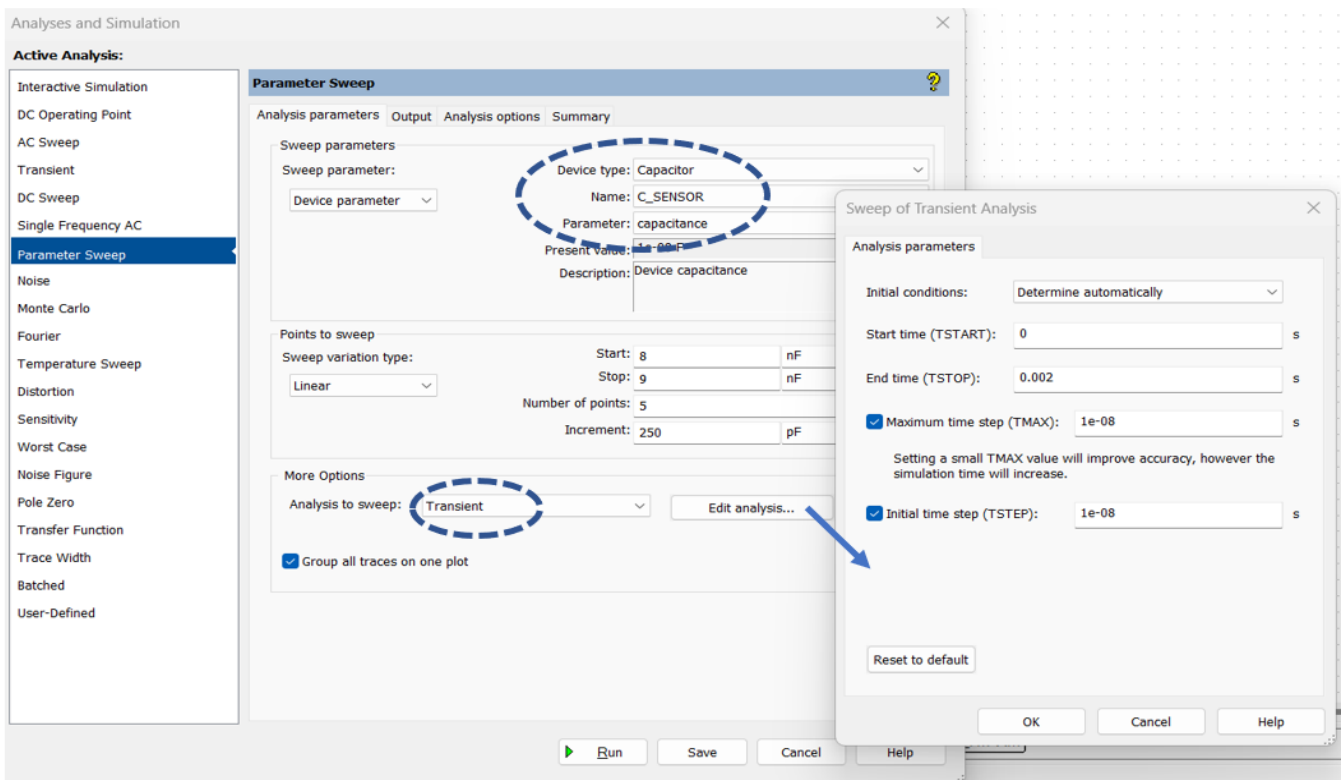 Analyses and Simulation
Active Analysis:
Interactive Simulation
DC Operating Point
AC Sweep
Transient
DC Sweep
Single Frequency AC
Parameter Sweep
Noise
Monte Carlo
Fourier
Temperature Sweep
Distortion
Sensitivity
Worst Case
Noise Figure
Pole Zero
Transfer Function
Trace Width
Batched
User-Defined
Parameter Sweep
Analysis parameters Output Analysis options Summary
Sweep parameters
Sweep parameter:
Device parameter
Device type: Capacitor
Name: C_SENSOR
Parameter: capacitance
Present value: 1e-08 F
Description: Device capacitance
Points to sweep
Sweep variation type:
Linear
Start: 8 nF
Stop: 9 nF
Number of points: 5
Increment: 250 pF
More Options
Analysis to sweep: Transient Edit analysis...
Group all traces on one plot
Run Save Cancel Help
Sweep of Transient Analysis
Analysis parameters
Initial conditions: Determine automatically
Start time (TSTART): 0 s
End time (TSTOP): 0.002 s
Maximum time step (TMAX): 1e-08 s
Setting a small TMAX value will improve accuracy, however the
simulation time will increase.
Initial time step (TSTEP): 1e-08 s
Reset to default
OK Cancel Help